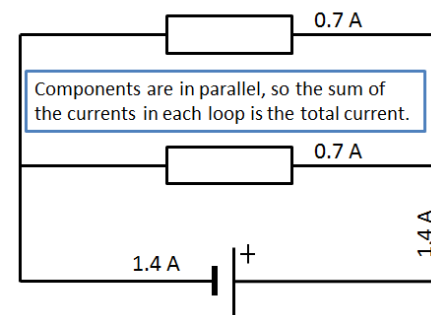 0.7 A
Components are in parallel, so the sum of
the currents in each loop is the total current.
0.7 A
1.4 A
1.4 A
+